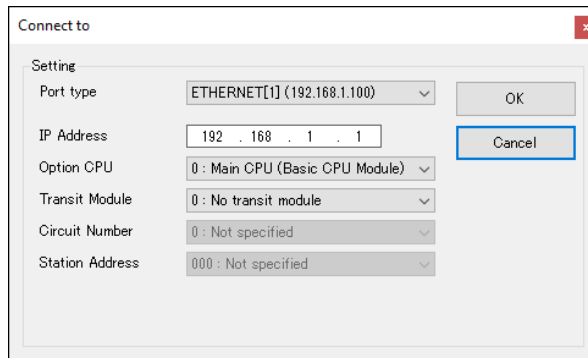 Connect to
Setting
Port type ETHERNET[1] (192.168.1.100)
OK
IP Address 192 . 168 . 1 . 1
Cancel
Option CPU 0 : Main CPU (Basic CPU Module)
Transit Module 0 : No transit module
Circuit Number 0 : Not specified
Station Address 000 : Not specified